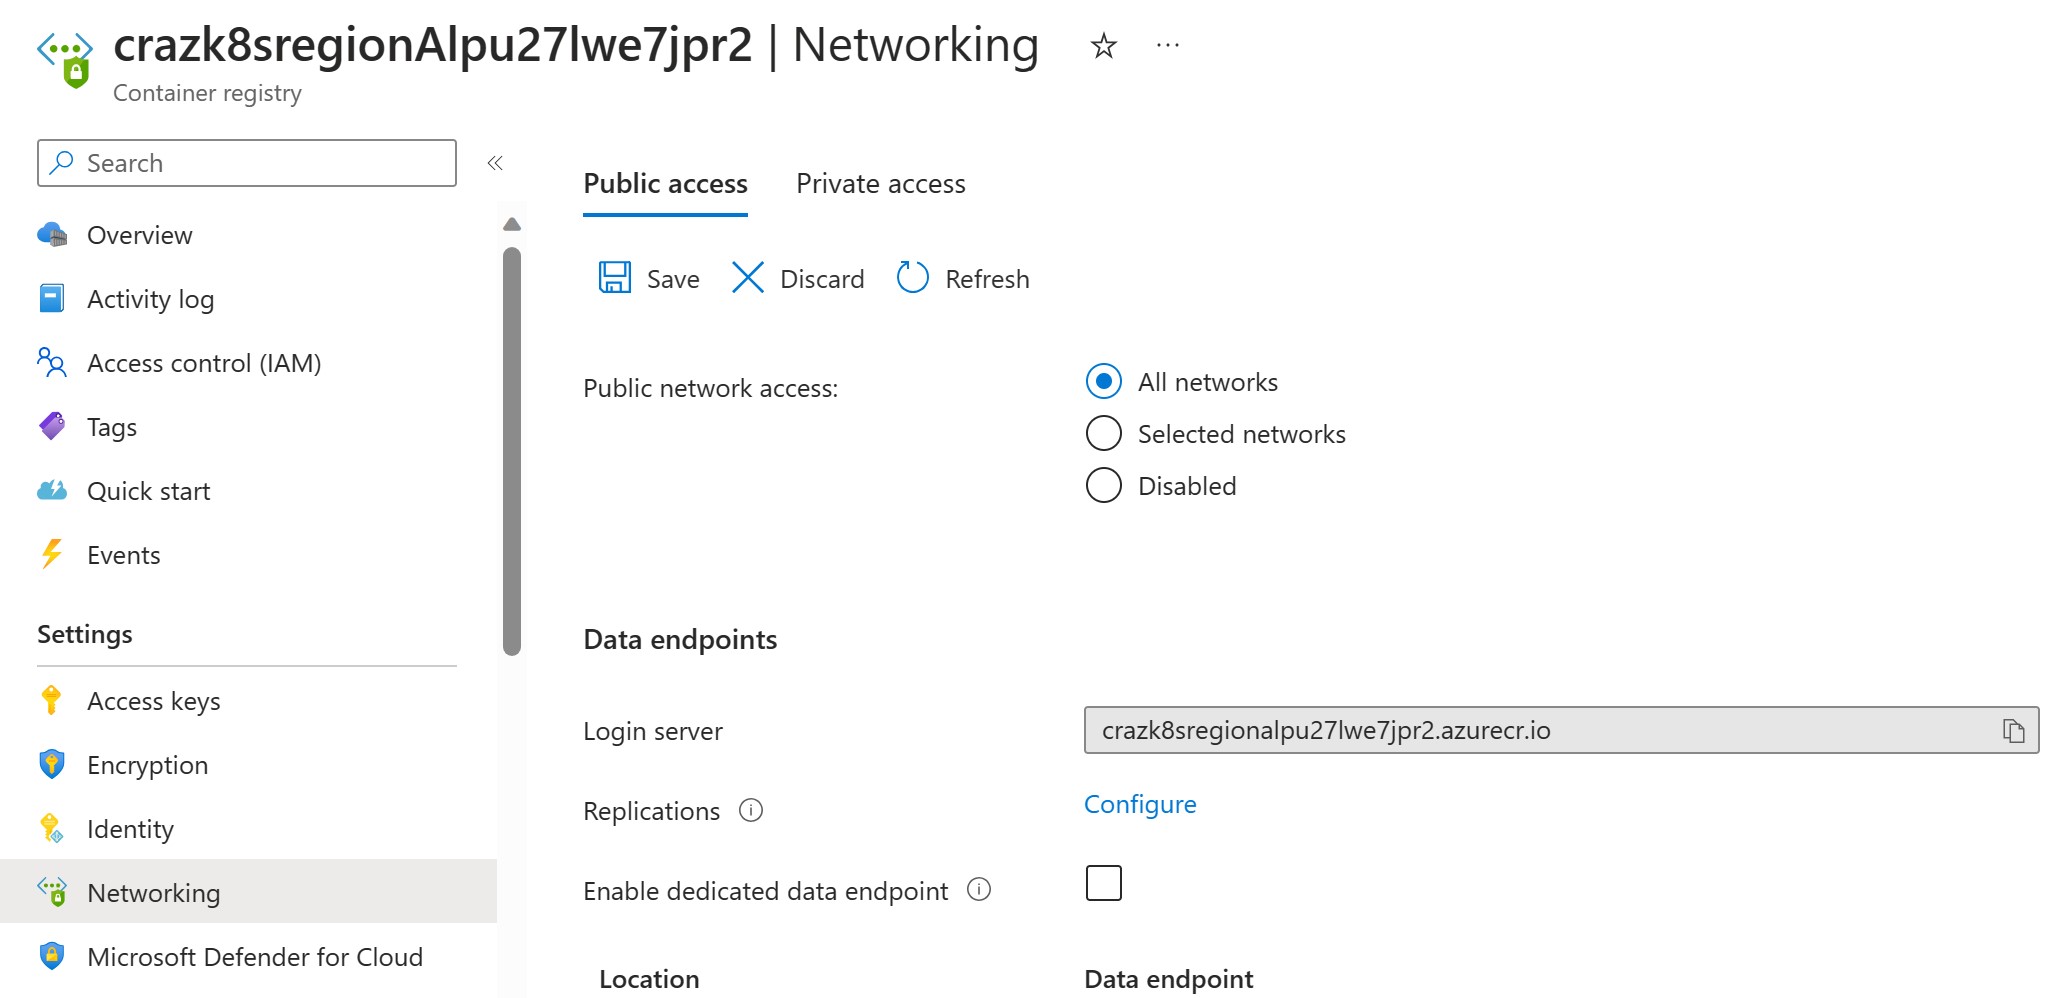 crazk8sregionAlpu27lwe7jpr2 | Networking
Container registry
Search
Overview
Activity log
Access control (IAM)
Tags
Quick start
Events
Settings
Access keys
Encryption
Identity
Networking
Microsoft Defender for Cloud
Public access Private access
Save Discard Refresh
Public network access:
All networks
Selected networks
Disabled
Data endpoints
Login server crazk8sregionalpu27lwe7jpr2.azurecr.io
Replications Configure
Enable dedicated data endpoint
Location Data endpoint